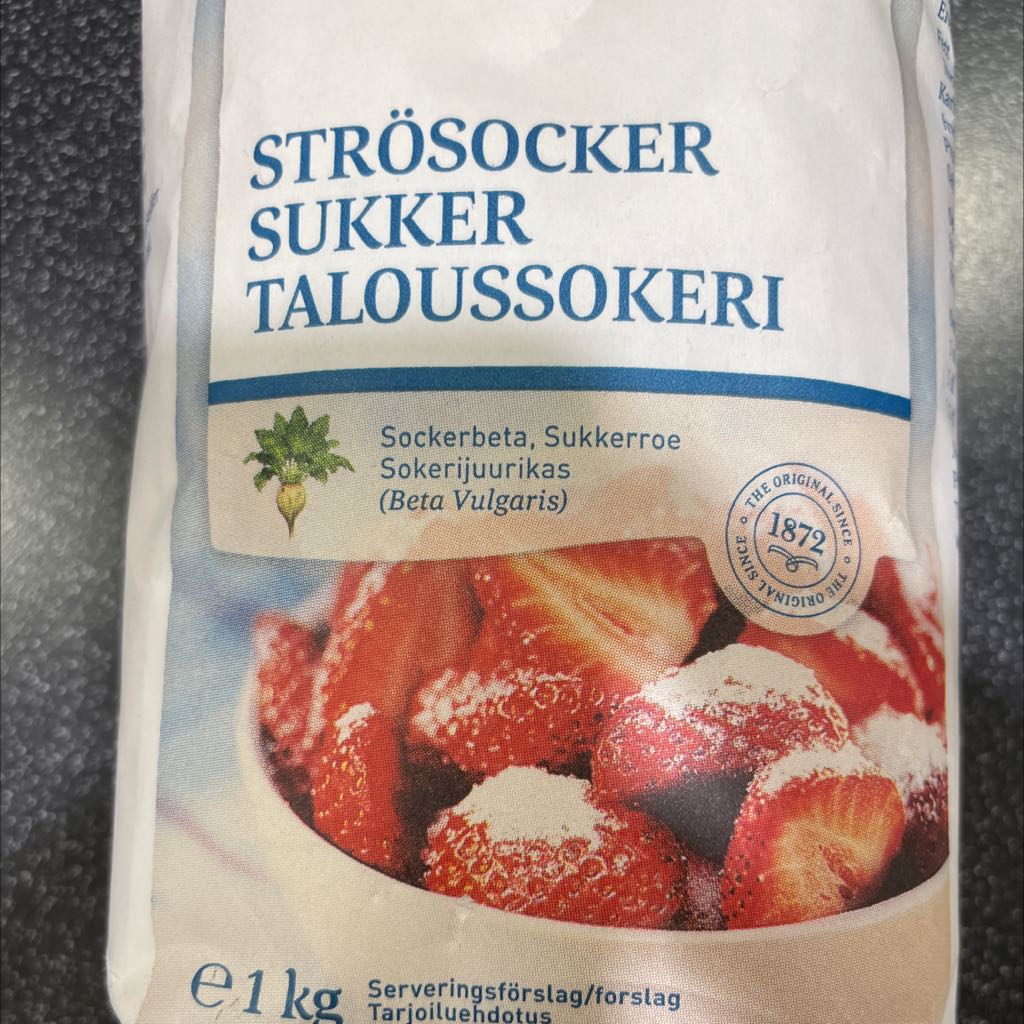 STRÖSOCKER
SUKKER
TALOUSSOKERI
Sockerbeta, Sukkerroe
Sokerijuurikas
(Beta Vulgaris)
THE ORIGINAL SINCE
THE ORIGINAL SINCE
1872
℮ 1 kg
Serveringsförslag/forslag
Tarjoiluehdotus